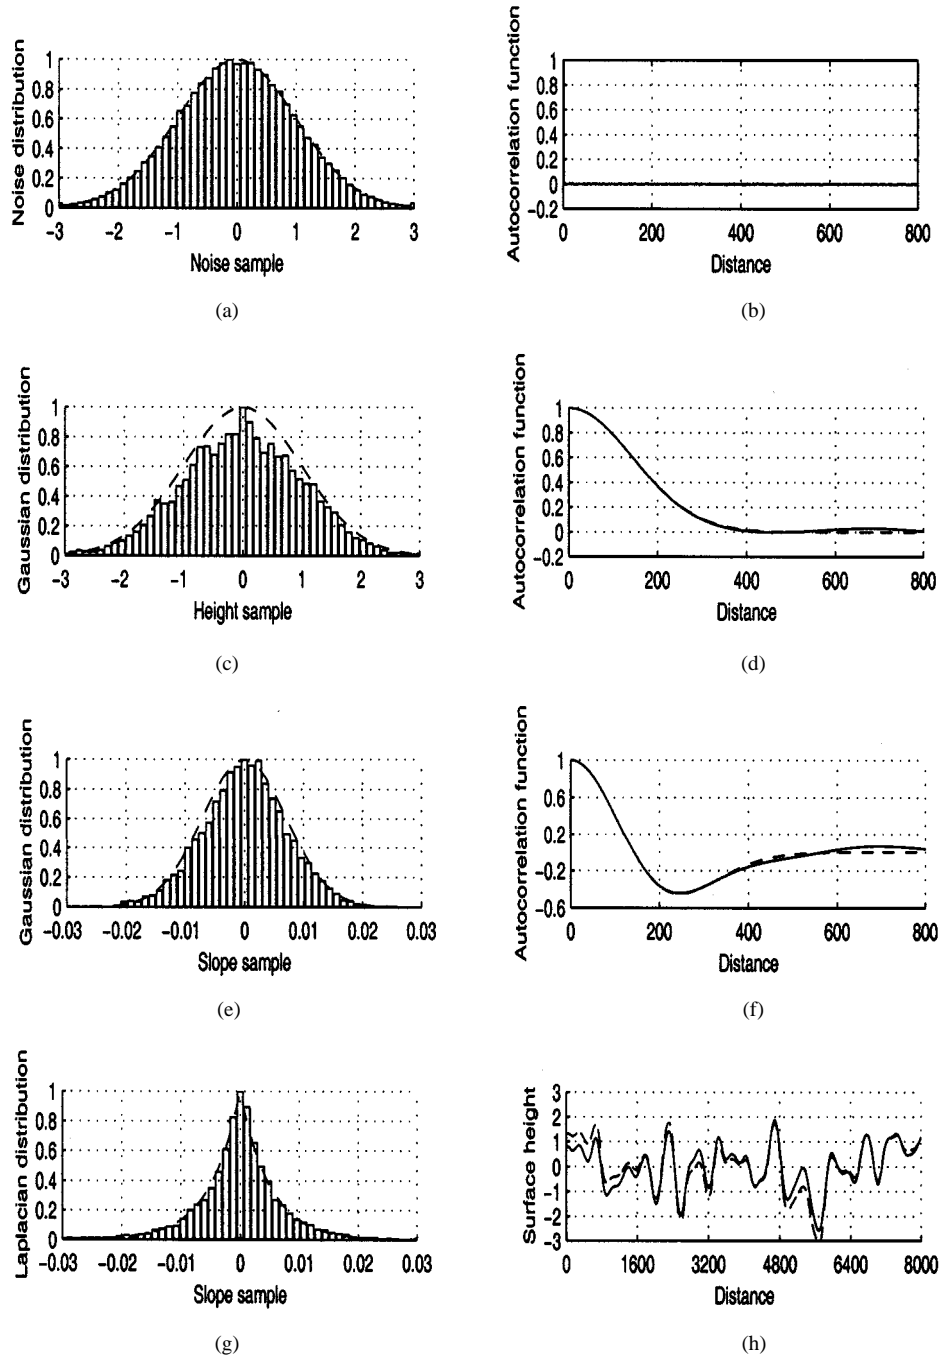 Noise distribution
1
0.8
0.6
0.4
0.2
0
−3 −2 −1 0 1 2 3
Noise sample
(a)
Autocorrelation function
1
0.8
0.6
0.4
0.2
0
−0.2
0 200 400 600 800
Distance
(b)
Gaussian distribution
1
0.8
0.6
0.4
0.2
0
−3 −2 −1 0 1 2 3
Height sample
(c)
Autocorrelation function
1
0.8
0.6
0.4
0.2
0
−0.2
0 200 400 600 800
Distance
(d)
Gaussian distribution
1
0.8
0.6
0.4
0.2
0
−0.03 −0.02 −0.01 0 0.01 0.02 0.03
Slope sample
(e)
Autocorrelation function
1
0.6
0.2
−0.2
−0.6
0 200 400 600 800
Distance
(f)
Laplacian distribution
1
0.8
0.6
0.4
0.2
0
−0.03 −0.02 −0.01 0 0.01 0.02 0.03
Slope sample
(g)
Surface height
3
2
1
0
−1
−2
−3
0 1600 3200 4800 6400 8000
Distance
(h)